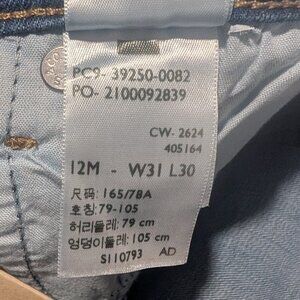 PC9- 39250-0082
PO- 2100092839
CW- 2624
405164
12M - W31 L30
尺码: 165/78A
호칭:79-105
허리둘레: 79 cm
엉덩이둘레: 105 cm
S110793 AD